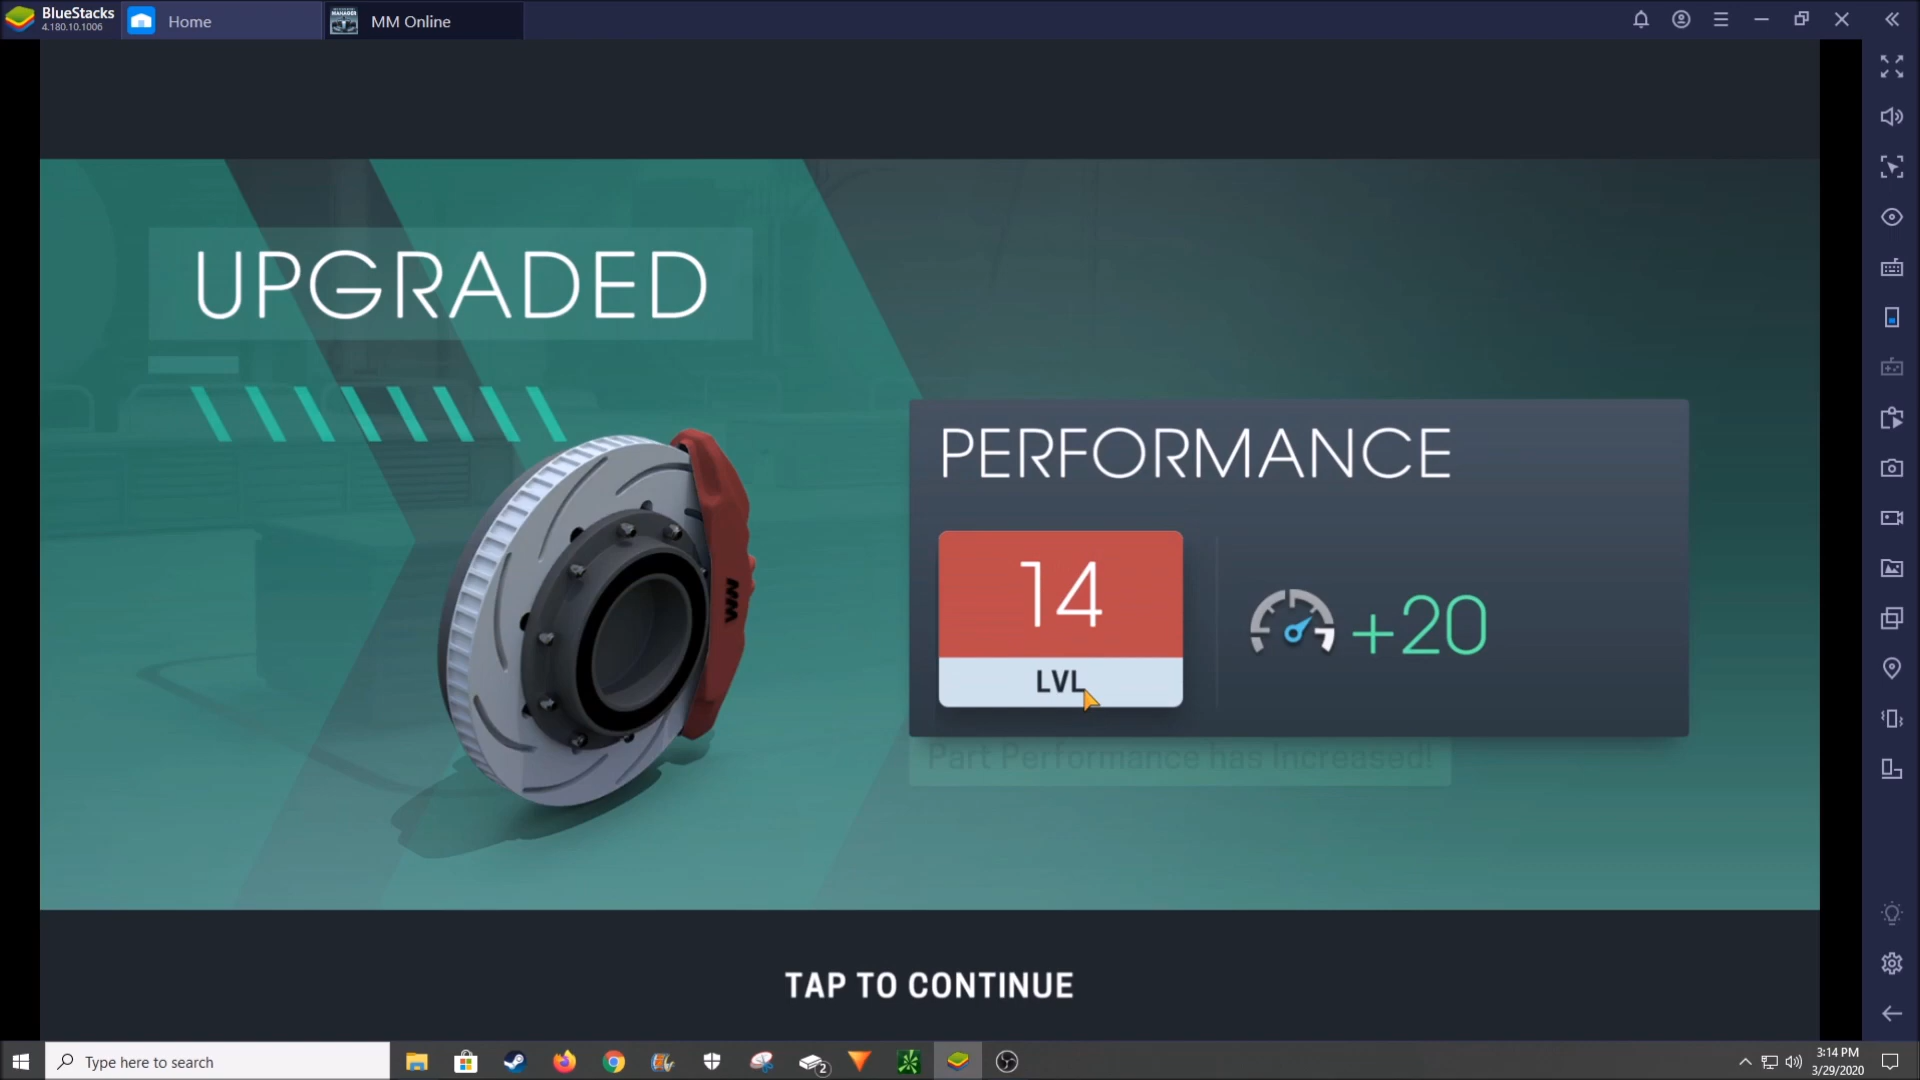 BlueStacks
4.180.10.1006
Home
MM Online
UPGRADED
PERFORMANCE
14
LVL
+20
Part Performance has Increased!
TAP TO CONTINUE
Type here to search
2
3:14 PM
3/29/2020